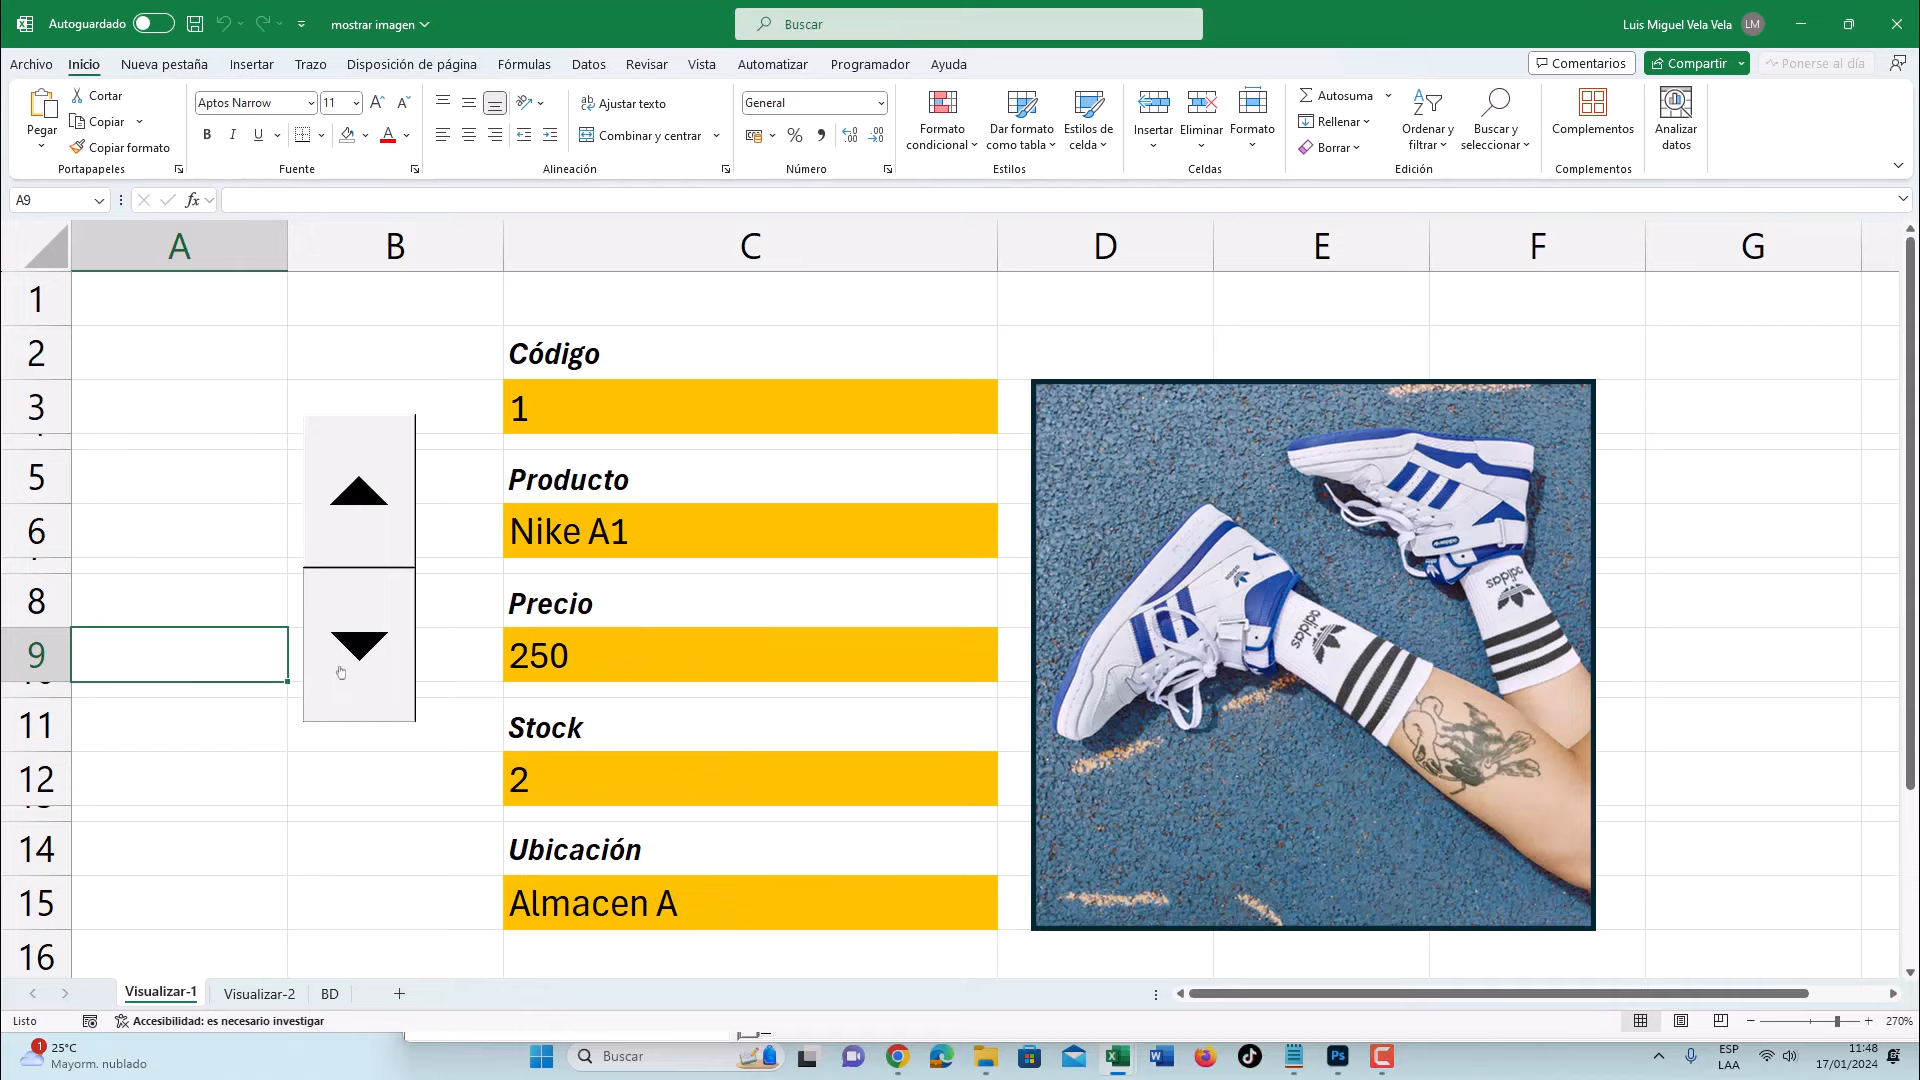 Autoguardado
mostrar imagen
Buscar
Luis Miguel Vela Vela
LM
Archivo
Inicio
Nueva pestaña
Insertar
Trazo
Disposición de página
Fórmulas
Datos
Revisar
Vista
Automatizar
Programador
Ayuda
Comentarios
Compartir
Ponerse al día
Pegar
Cortar
Copiar
Copiar formato
Portapapeles
Aptos Narrow
11
Fuente
Ajustar texto
Combinar y centrar
Alineación
General
Número
Formato condicional
Dar formato como tabla
Estilos de celda
Estilos
Insertar
Eliminar
Formato
Celdas
Autosuma
Rellenar
Borrar
Ordenar y filtrar
Buscar y seleccionar
Edición
Complementos
Complementos
Analizar datos
A9
fx
A B C D E F G
1
2 Código
3 1
5 Producto
6 Nike A1
8 Precio
9 250
11 Stock
12 2
14 Ubicación
15 Almacen A
16
adidas
adidas
Visualizar-1
Visualizar-2
BD
Listo
Accesibilidad: es necesario investigar
270%
1
25°C
Mayorm. nublado
Buscar
ESP
LAA
11:48
17/01/2024